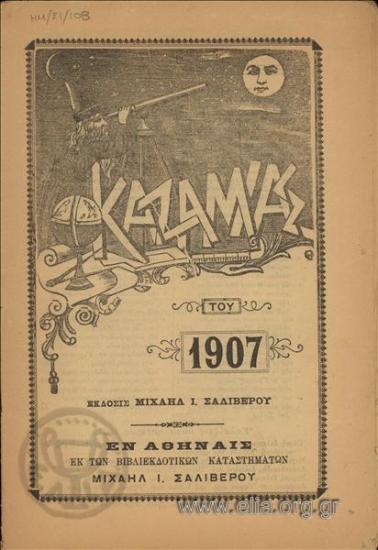 ΗΜ/ΣΙ/108
ΚΑΖΑΜΙΑΣ
ΤΟΥ
1907
ΕΚΔΟΣΙΣ ΜΙΧΑΗΛ Ι. ΣΑΛΙΒΕΡΟΥ
ΕΝ ΑΘΗΝΑΙΣ
ΕΚ ΤΩΝ ΒΙΒΛΙΕΚΔΟΤΙΚΩΝ ΚΑΤΑΣΤΗΜΑΤΩΝ
ΜΙΧΑΗΛ Ι. ΣΑΛΙΒΕΡΟΥ
www.elia.org.gr